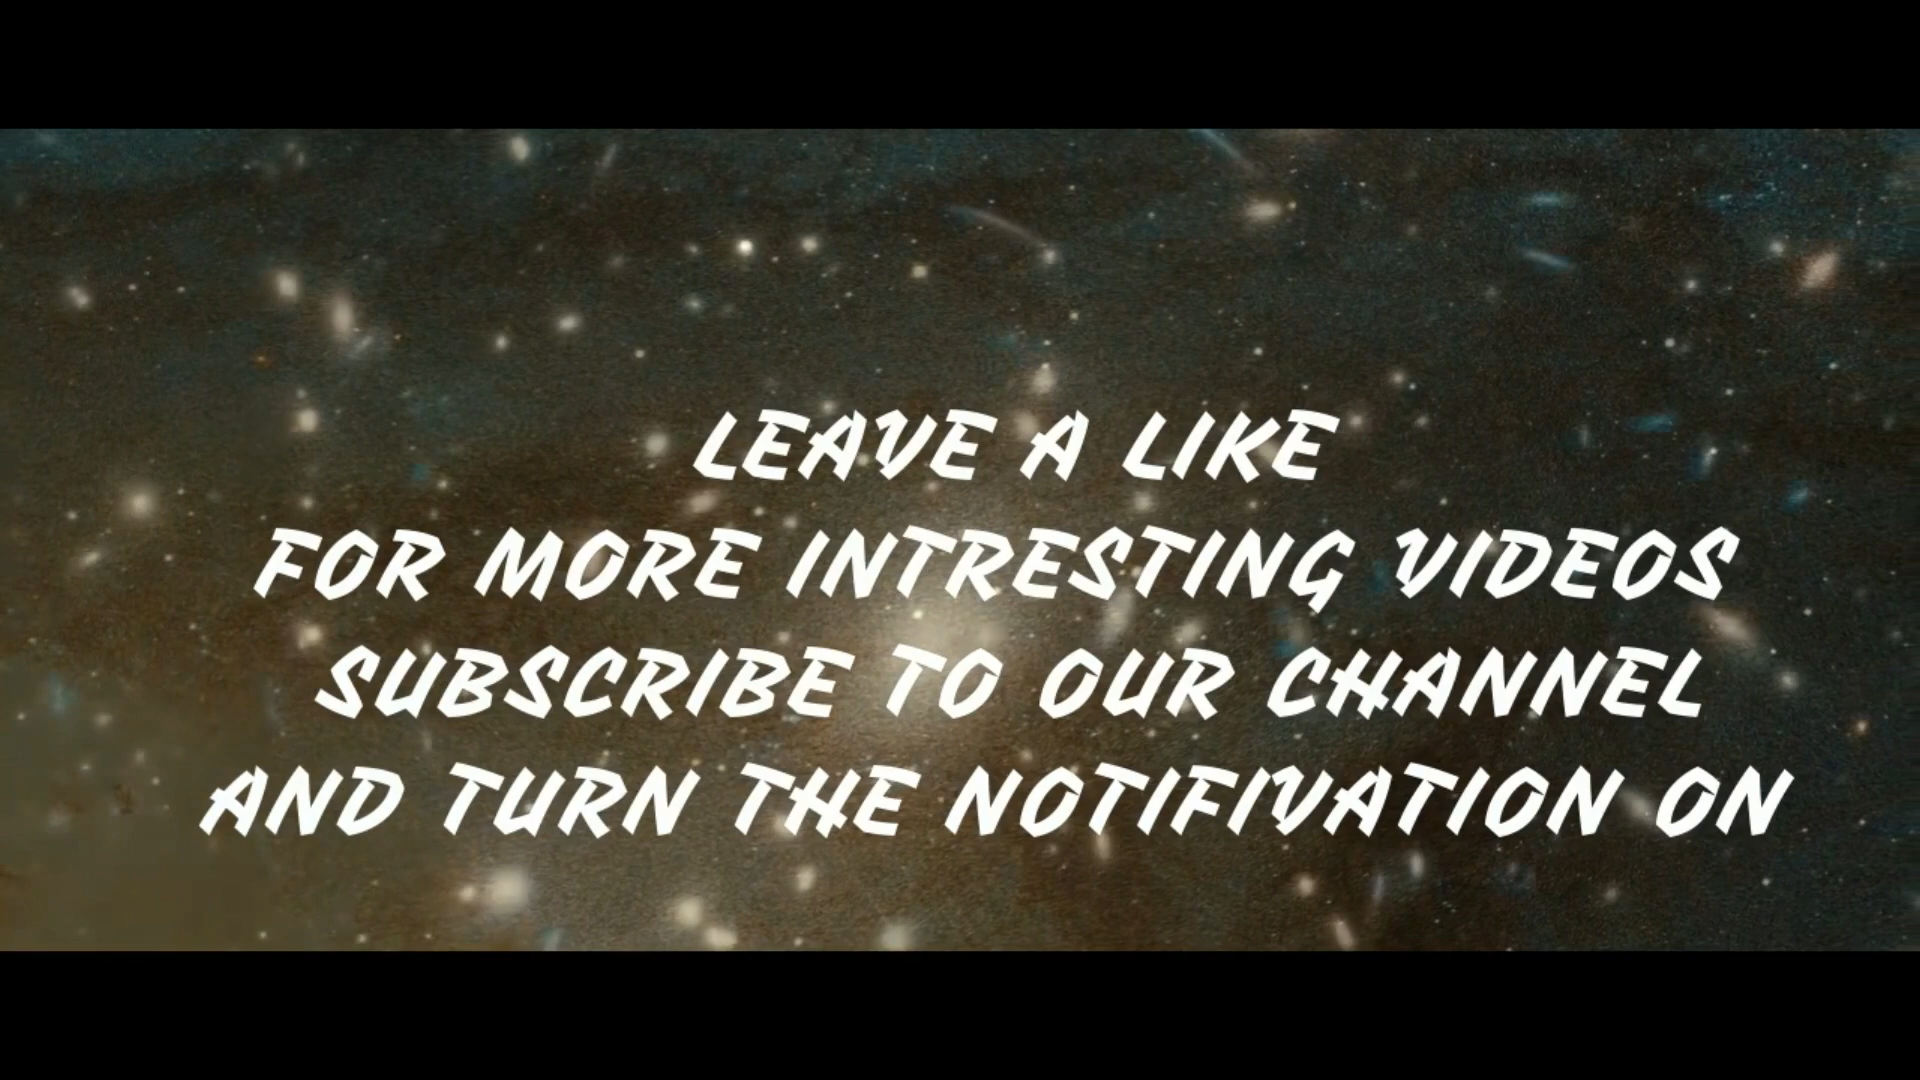 LEAVE A LIKE
FOR MORE INTRESTING VIDEOS
SUBSCRIBE TO OUR CHANNEL
AND TURN THE NOTIFIVATION ON